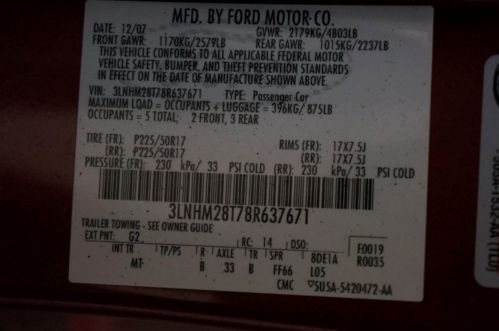 MFD. BY FORD MOTOR CO.
DATE: 12/07 GVWR: 2179KG/4803LB
FRONT GAWR: 1170KG/2579LB REAR GAWR: 1015KG/2237LB
THIS VEHICLE CONFORMS TO ALL APPLICABLE FEDERAL MOTOR
VEHICLE SAFETY, BUMPER, AND THEFT PREVENTION STANDARDS
IN EFFECT ON THE DATE OF MANUFACTURE SHOWN ABOVE.
VIN: 3LNHM28T78R637671 TYPE: Passenger Car
MAXIMUM LOAD = OCCUPANTS + LUGGAGE = 396KG/ 875LB
OCCUPANTS = 5 TOTAL; 2 FRONT, 3 REAR
TIRE (FR): P225/50R17 RIMS (FR): 17X7.5J
(RR): P225/50R17 (RR): 17X7.5J
PRESSURE (FR): 230 kPa/ 33 PSI COLD (RR): 230 kPa/ 33 PSI COLD
3LNHM28T78R637671
TRAILER TOWING - SEE OWNER GUIDE
EXT PNT: G2 RC: 14 DSO: F0019
INT TR TP/PS R AXLE TR SPR 8DE1A R0035
MT- B 33 B FF66 L05
CMC 5U5A-5420472-AA